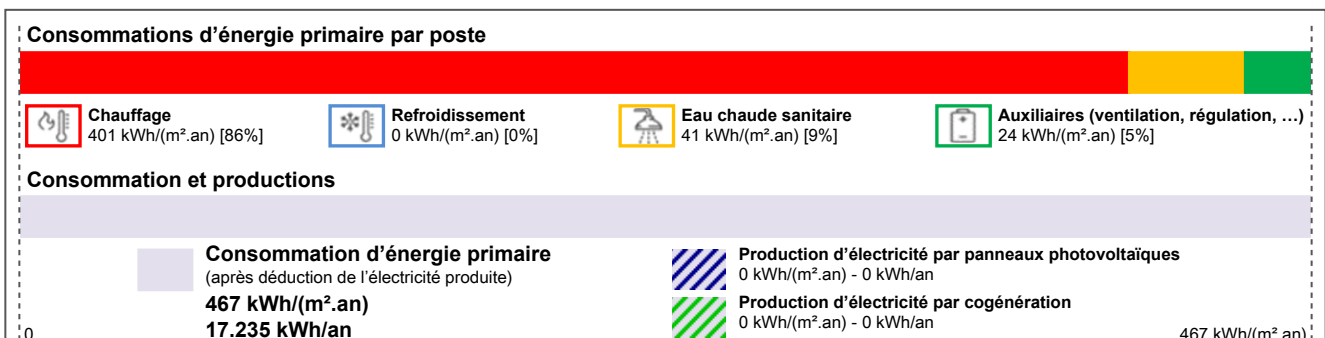 Consommations d’énergie primaire par poste
Chauffage
401 kWh/(m².an) [86%]
Refroidissement
0 kWh/(m².an) [0%]
Eau chaude sanitaire
41 kWh/(m².an) [9%]
Auxiliaires (ventilation, régulation, …)
24 kWh/(m².an) [5%]
Consommation et productions
Consommation d’énergie primaire
(après déduction de l’électricité produite)
467 kWh/(m².an)
17.235 kWh/an
Production d’électricité par panneaux photovoltaïques
0 kWh/(m².an) - 0 kWh/an
Production d’électricité par cogénération
0 kWh/(m².an) - 0 kWh/an
0
467 kWh/(m².an)